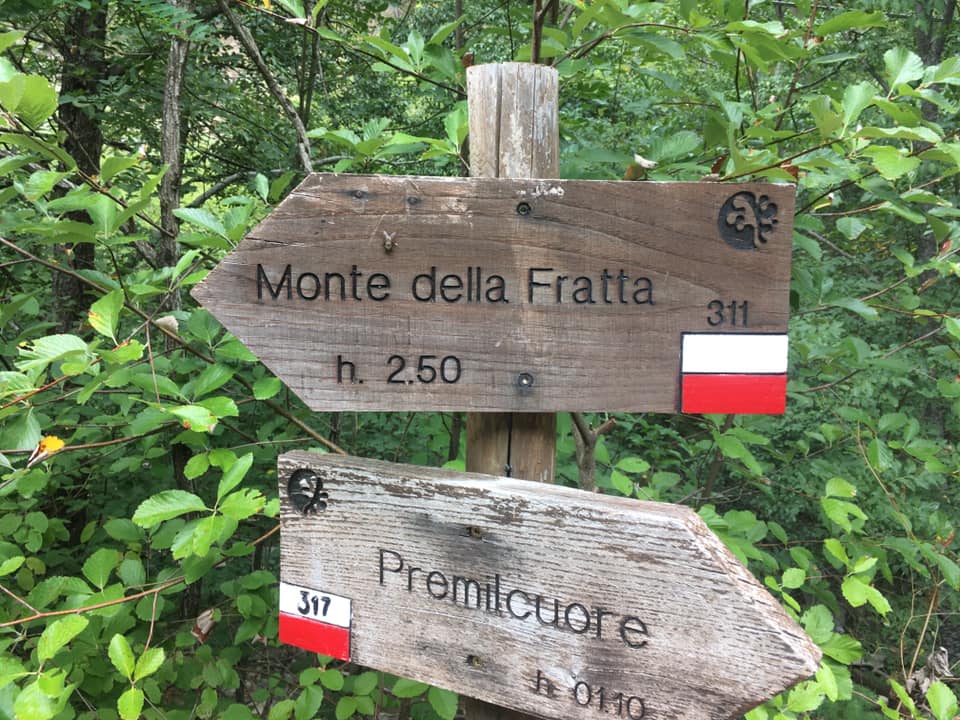 Monte della Fratta
311
h. 2.50
Premilcuore
317
h. 01.10